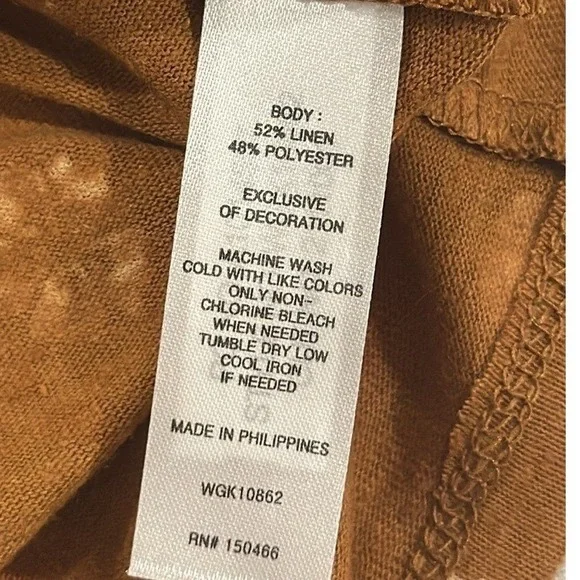 BODY :
52% LINEN
48% POLYESTER
EXCLUSIVE
OF DECORATION
MACHINE WASH
COLD WITH LIKE COLORS
ONLY NON-
CHLORINE BLEACH
WHEN NEEDED
TUMBLE DRY LOW
COOL IRON
IF NEEDED
MADE IN PHILIPPINES
WGK10862
RN# 150466